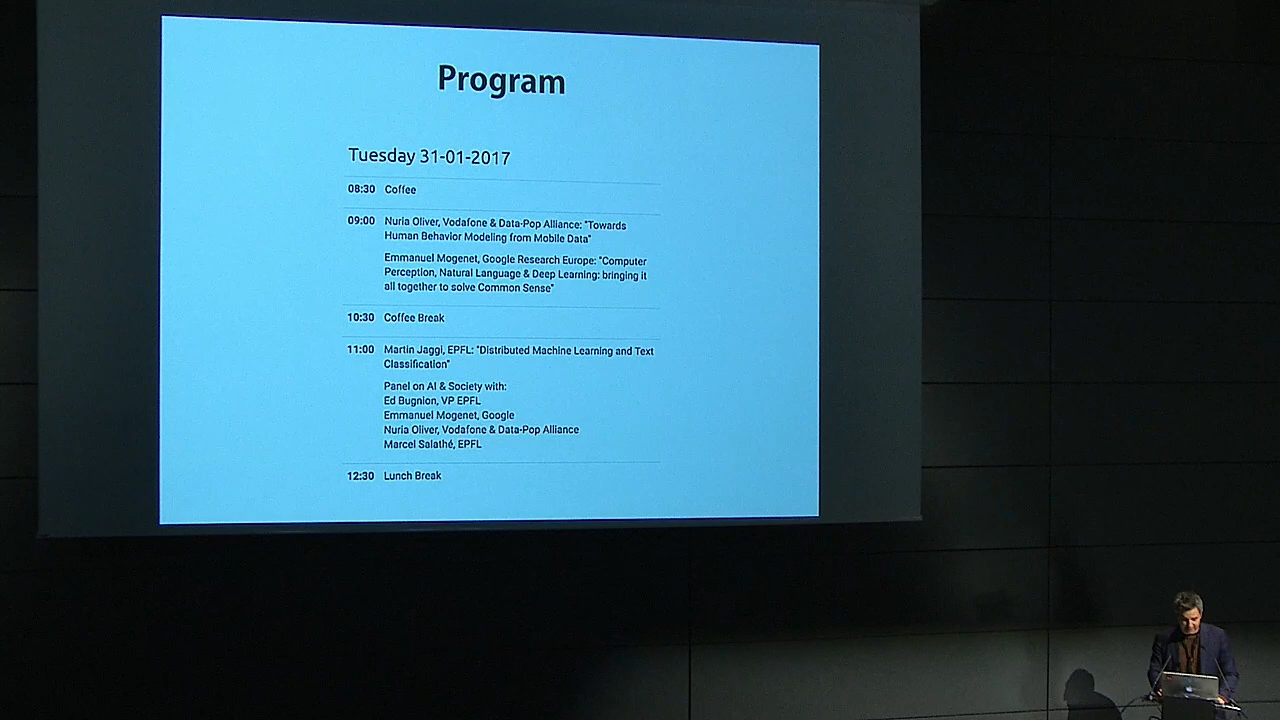 Program
Tuesday 31-01-2017
08:30 Coffee
09:00 Nuria Oliver, Vodafone & Data-Pop Alliance: "Towards
Human Behavior Modeling from Mobile Data"
Emmanuel Mogenet, Google Research Europe: "Computer
Perception, Natural Language & Deep Learning: bringing it
all together to solve Common Sense"
10:30 Coffee Break
11:00 Martin Jaggi, EPFL: "Distributed Machine Learning and Text
Classification"
Panel on AI & Society with:
Ed Bugnion, VP EPFL
Emmanuel Mogenet, Google
Nuria Oliver, Vodafone & Data-Pop Alliance
Marcel Salathé, EPFL
12:30 Lunch Break